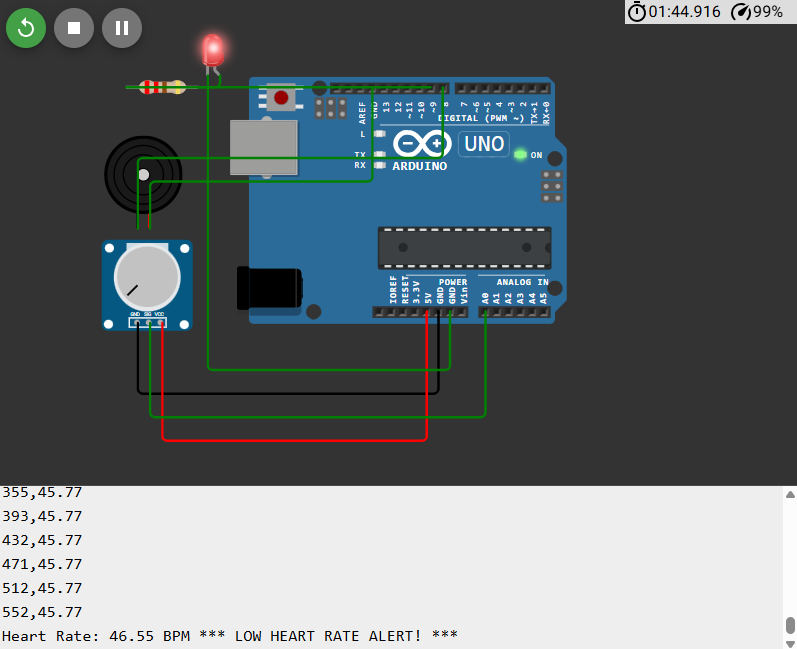 01:44.916 99%
AREF GND 13 12 ~11 ~10 ~9 8 7 ~6 ~5 4 ~3 2 TX→1 RX←0
DIGITAL (PWM ~)
L
TX
RX
UNO
ON
ARDUINO
GND SIG VCC
IOREF RESET 3.3V 5V GND GND Vin A0 A1 A2 A3 A4 A5
POWER ANALOG IN
355,45.77
393,45.77
432,45.77
471,45.77
512,45.77
552,45.77
Heart Rate: 46.55 BPM *** LOW HEART RATE ALERT! ***